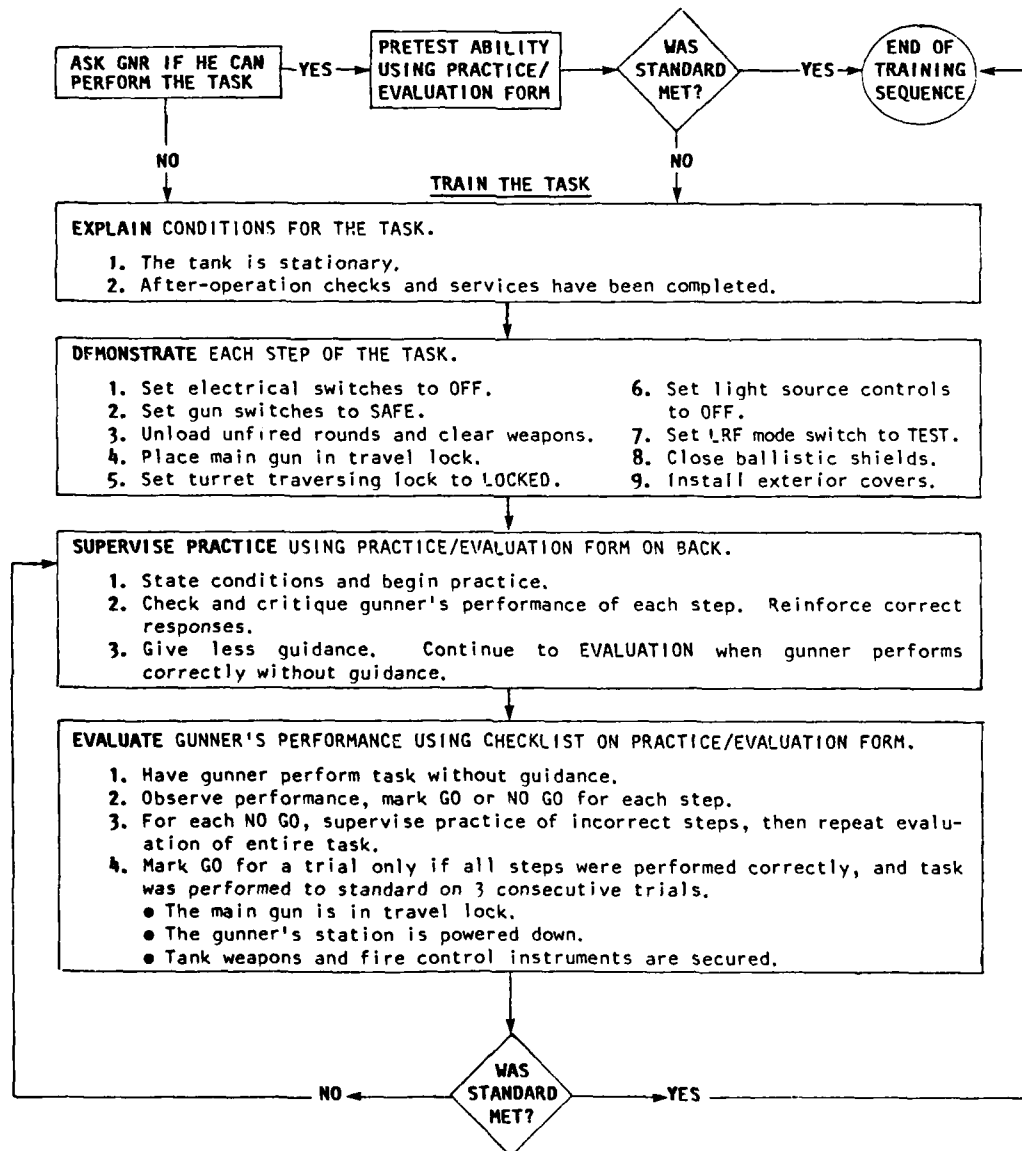 ASK GNR IF HE CAN
PERFORM THE TASK
YES
PRETEST ABILITY
USING PRACTICE/
EVALUATION FORM
WAS
STANDARD
MET?
YES
END OF
TRAINING
SEQUENCE
NO
NO
TRAIN THE TASK
EXPLAIN CONDITIONS FOR THE TASK.
1. The tank is stationary.
2. After-operation checks and services have been completed.
DEMONSTRATE EACH STEP OF THE TASK.
1. Set electrical switches to OFF.
2. Set gun switches to SAFE.
3. Unload unfired rounds and clear weapons.
4. Place main gun in travel lock.
5. Set turret traversing lock to LOCKED.
6. Set light source controls
to OFF.
7. Set LRF mode switch to TEST.
8. Close ballistic shields.
9. Install exterior covers.
SUPERVISE PRACTICE USING PRACTICE/EVALUATION FORM ON BACK.
1. State conditions and begin practice.
2. Check and critique gunner's performance of each step. Reinforce correct
responses.
3. Give less guidance. Continue to EVALUATION when gunner performs
correctly without guidance.
EVALUATE GUNNER'S PERFORMANCE USING CHECKLIST ON PRACTICE/EVALUATION FORM.
1. Have gunner perform task without guidance.
2. Observe performance, mark GO or NO GO for each step.
3. For each NO GO, supervise practice of incorrect steps, then repeat evalu-
ation of entire task.
4. Mark GO for a trial only if all steps were performed correctly, and task
was performed to standard on 3 consecutive trials.
● The main gun is in travel lock.
● The gunner's station is powered down.
● Tank weapons and fire control instruments are secured.
WAS
STANDARD
MET?
NO
YES